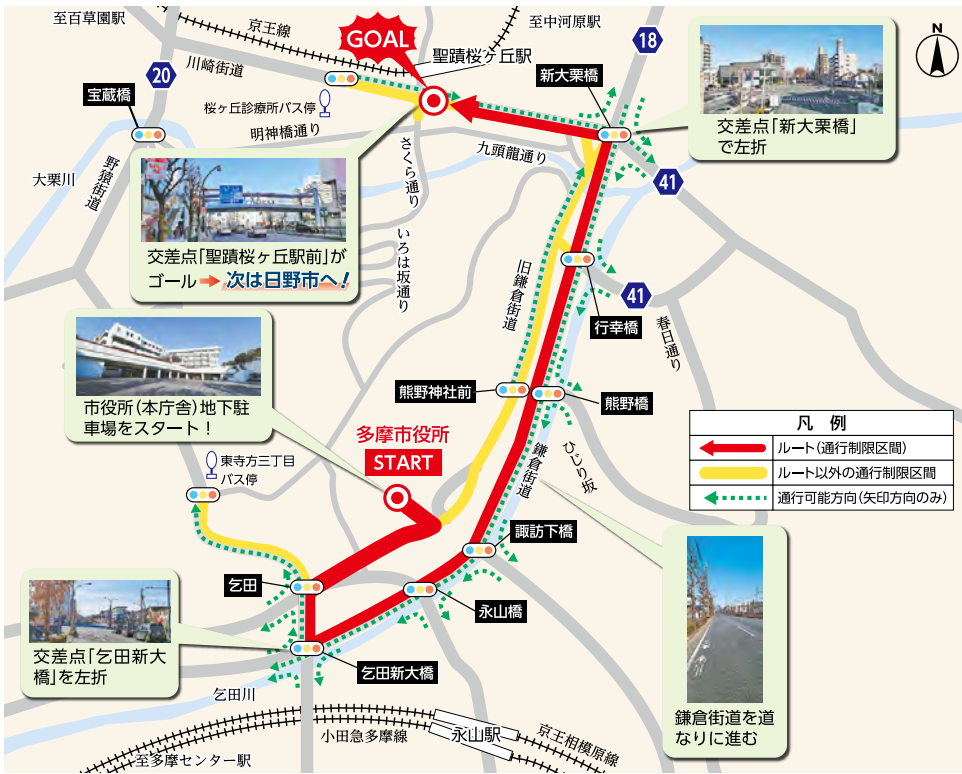 至百草園駅
京王線
至中河原駅
18
N
GOAL
聖蹟桜ヶ丘駅
20
川崎街道
新大栗橋
宝蔵橋
桜ヶ丘診療所バス停
明神橋通り
交差点「新大栗橋」
で左折
さくら通り
九頭龍通り
大栗川
野猿街道
41
交差点「聖蹟桜ヶ丘駅前」が
ゴール
次は日野市へ!
いろは坂通り
旧鎌倉街道
41
行幸橋
春日通り
市役所(本庁舎)地下駐
車場をスタート!
熊野神社前
熊野橋
多摩市役所
START
凡 例
ルート(通行制限区間)
ルート以外の通行制限区間
通行可能方向(矢印方向のみ)
東寺方三丁目
バス停
鎌倉街道
ひじり坂
諏訪下橋
乞田
永山橋
交差点「乞田新大
橋」を左折
乞田新大橋
乞田川
鎌倉街道を道
なりに進む
小田急多摩線
永山駅
京王相模原線
至多摩センター駅